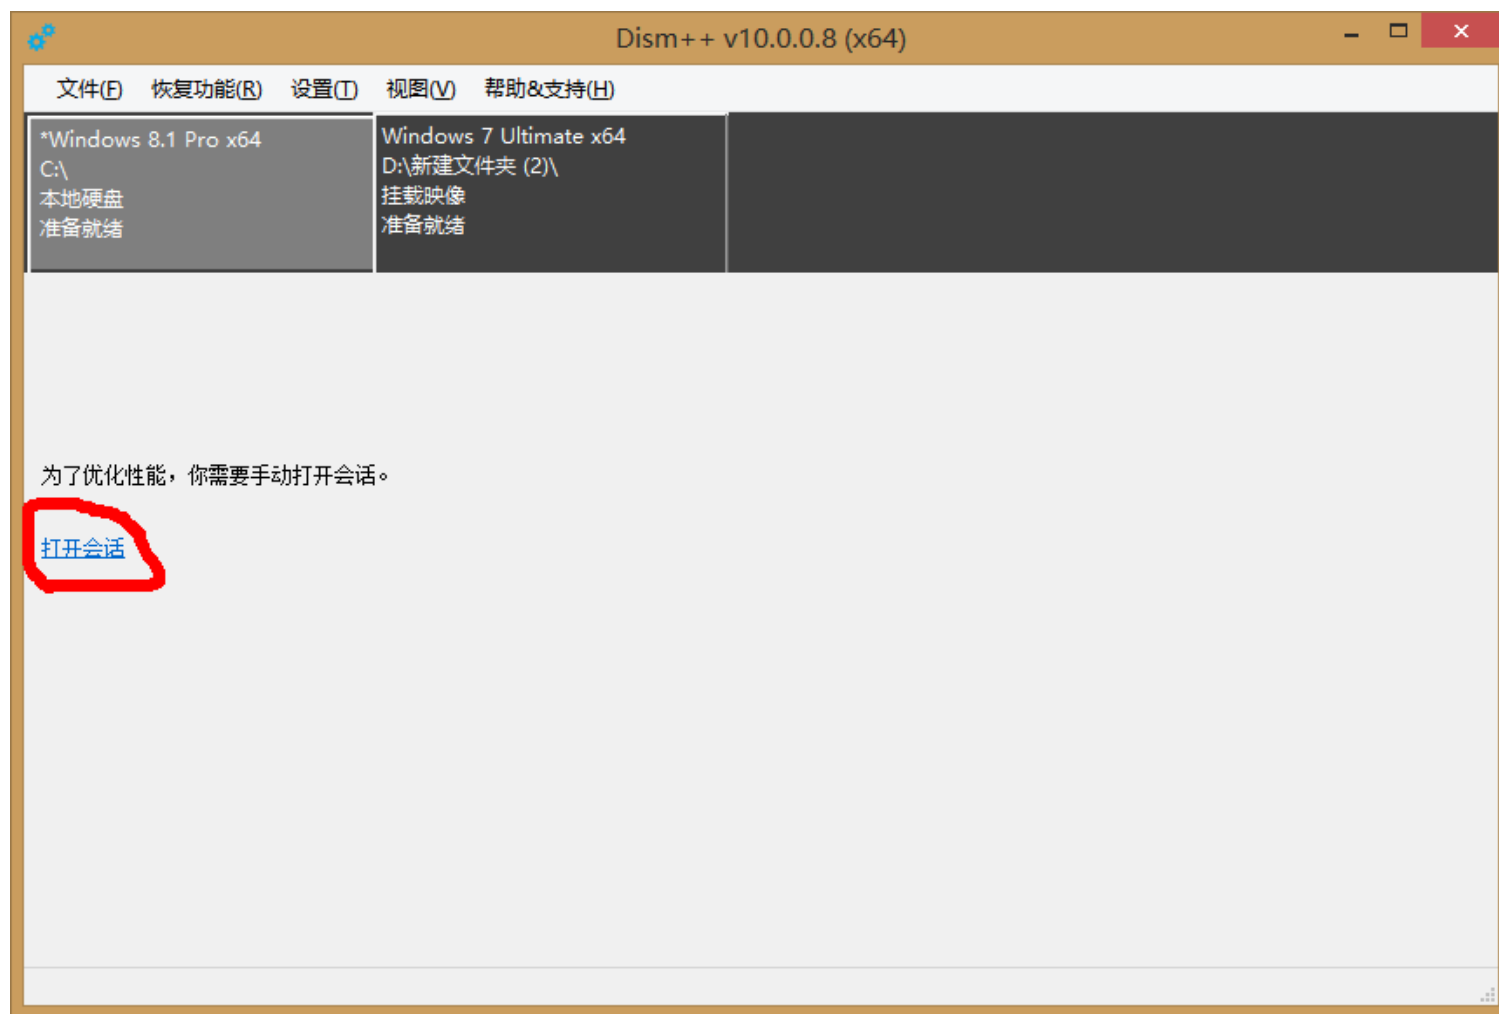 Dism++ v10.0.0.8 (x64)
文件(F) 恢复功能(R) 设置(T) 视图(V) 帮助&支持(H)
*Windows 8.1 Pro x64
C:\
本地硬盘
准备就绪
Windows 7 Ultimate x64
D:\新建文件夹 (2)\
挂载映像
准备就绪
为了优化性能，你需要手动打开会话。
打开会话